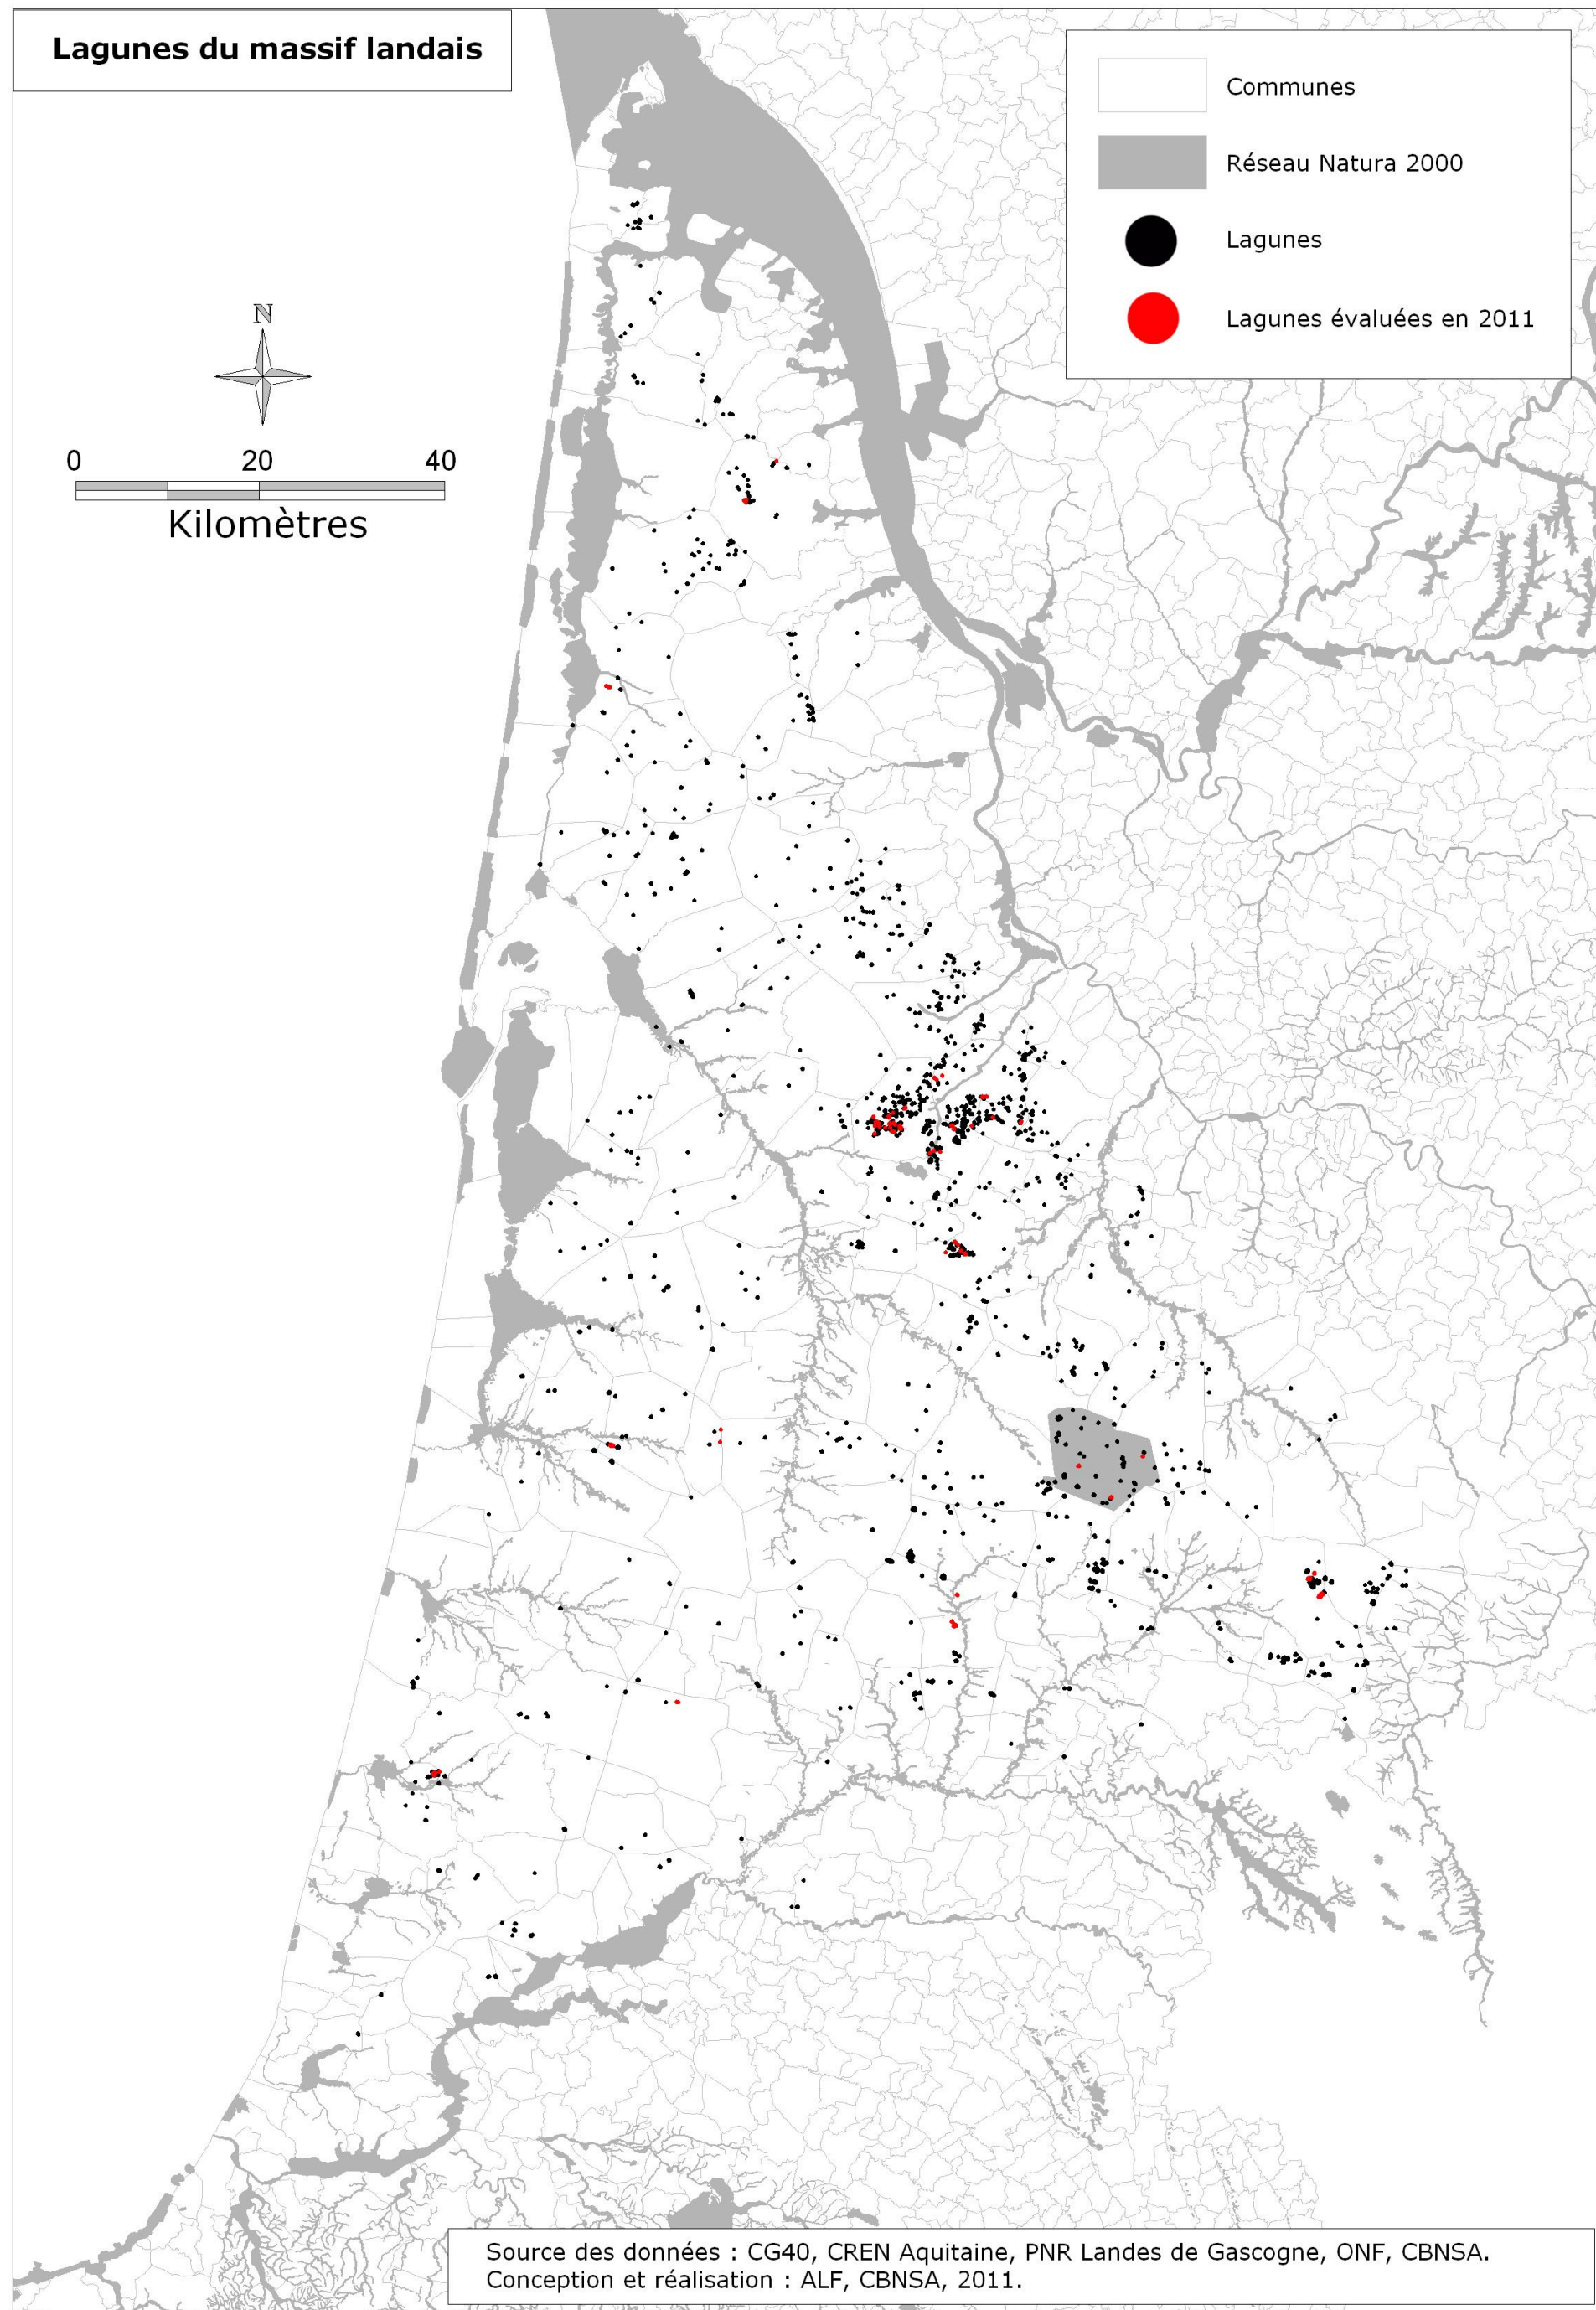 Lagunes du massif landais
Communes
Réseau Natura 2000
Lagunes
Lagunes évaluées en 2011
N
0 20 40
Kilomètres
Source des données : CG40, CREN Aquitaine, PNR Landes de Gascogne, ONF, CBNSA.
Conception et réalisation : ALF, CBNSA, 2011.